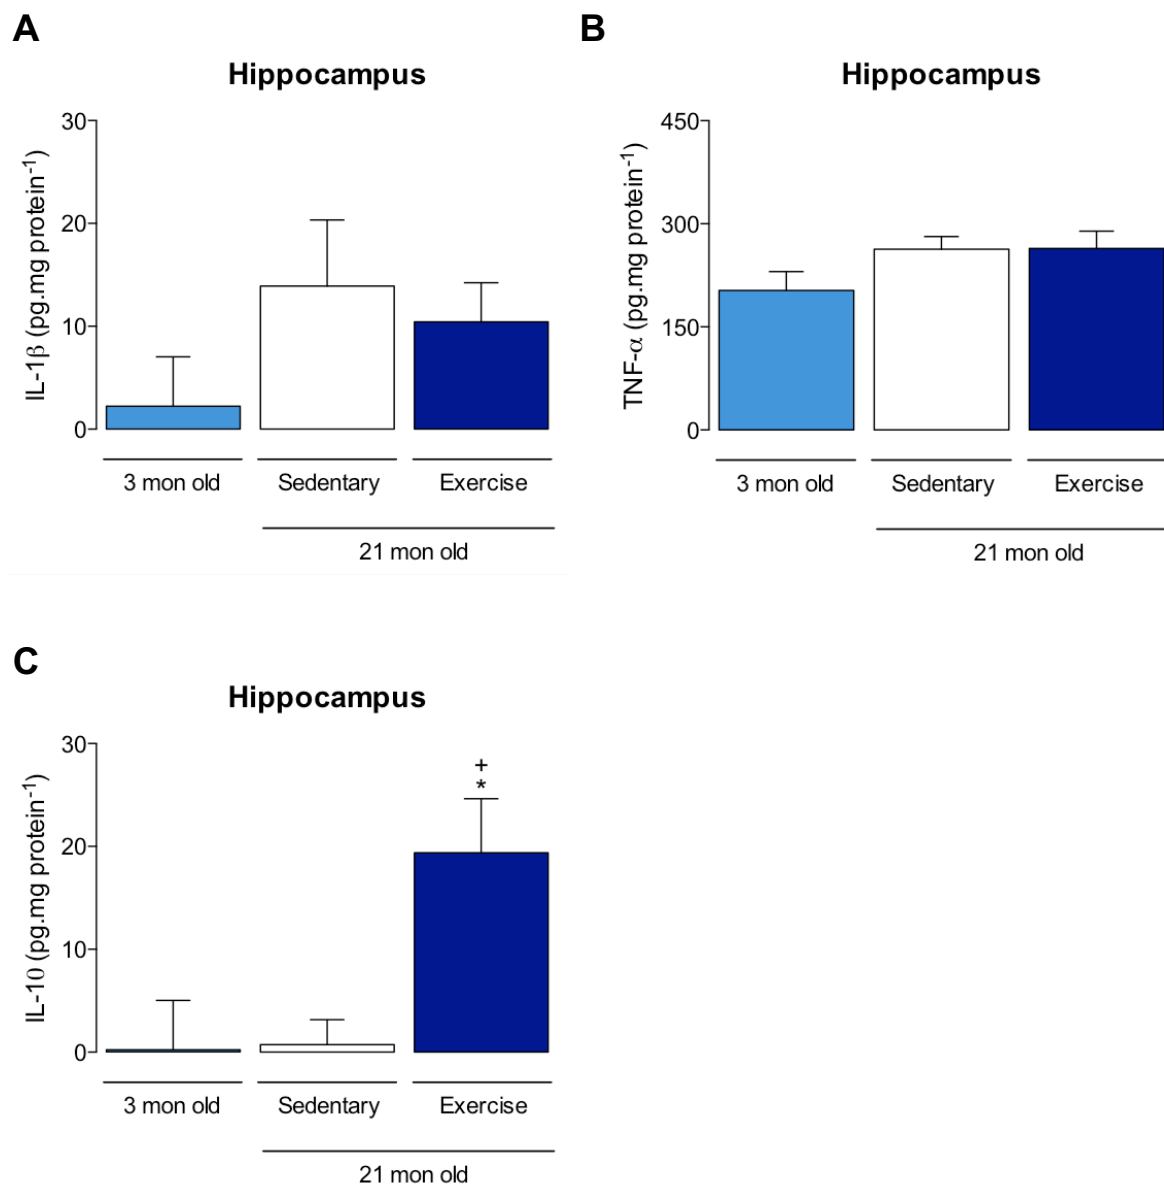 A
Hippocampus
IL-1β (pg.mg protein⁻¹)
30
20
10
0
3 mon old
Sedentary
Exercise
21 mon old
B
Hippocampus
TNF-α (pg.mg protein⁻¹)
450
300
150
0
3 mon old
Sedentary
Exercise
21 mon old
C
Hippocampus
IL-10 (pg.mg protein⁻¹)
30
20
10
0
+
*
3 mon old
Sedentary
Exercise
21 mon old